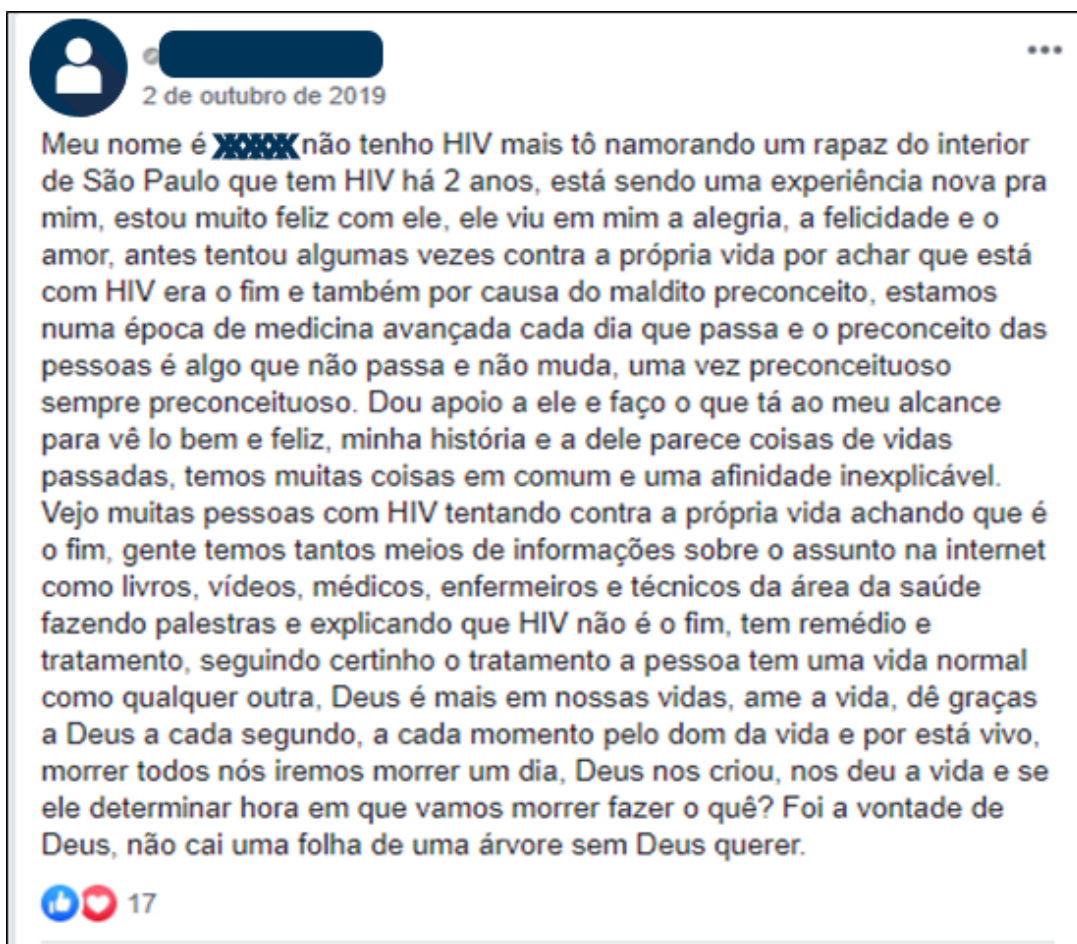 2 de outubro de 2019
Meu nome é XXXXX não tenho HIV mais tô namorando um rapaz do interior
de São Paulo que tem HIV há 2 anos, está sendo uma experiência nova pra
mim, estou muito feliz com ele, ele viu em mim a alegria, a felicidade e o
amor, antes tentou algumas vezes contra a própria vida por achar que está
com HIV era o fim e também por causa do maldito preconceito, estamos
numa época de medicina avançada cada dia que passa e o preconceito das
pessoas é algo que não passa e não muda, uma vez preconceituoso
sempre preconceituoso. Dou apoio a ele e faço o que tá ao meu alcance
para vê lo bem e feliz, minha história e a dele parece coisas de vidas
passadas, temos muitas coisas em comum e uma afinidade inexplicável.
Vejo muitas pessoas com HIV tentando contra a própria vida achando que é
o fim, gente temos tantos meios de informações sobre o assunto na internet
como livros, vídeos, médicos, enfermeiros e técnicos da área da saúde
fazendo palestras e explicando que HIV não é o fim, tem remédio e
tratamento, seguindo certinho o tratamento a pessoa tem uma vida normal
como qualquer outra, Deus é mais em nossas vidas, ame a vida, dê graças
a Deus a cada segundo, a cada momento pelo dom da vida e por está vivo,
morrer todos nós iremos morrer um dia, Deus nos criou, nos deu a vida e se
ele determinar hora em que vamos morrer fazer o quê? Foi a vontade de
Deus, não cai uma folha de uma árvore sem Deus querer.
17